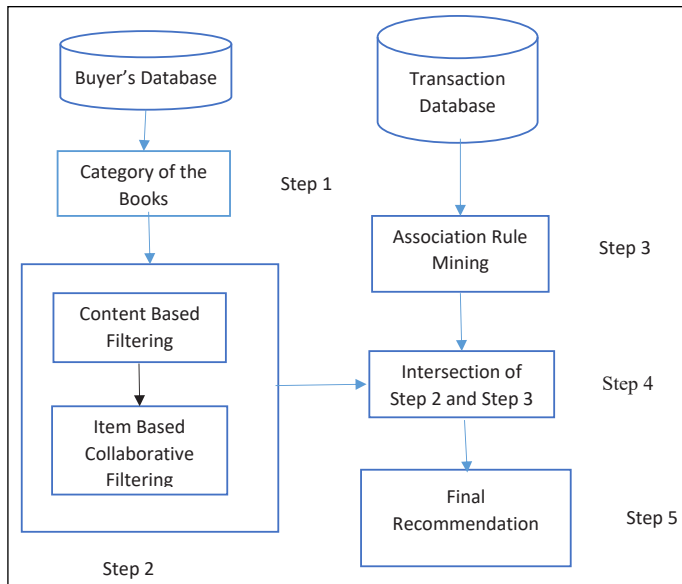 Buyer’s Database
Transaction
Database
Category of the
Books
Step 1
Association Rule
Mining
Step 3
Content Based
Filtering
Intersection of
Step 2 and Step 3
Step 4
Item Based
Collaborative
Filtering
Final
Recommendation
Step 5
Step 2